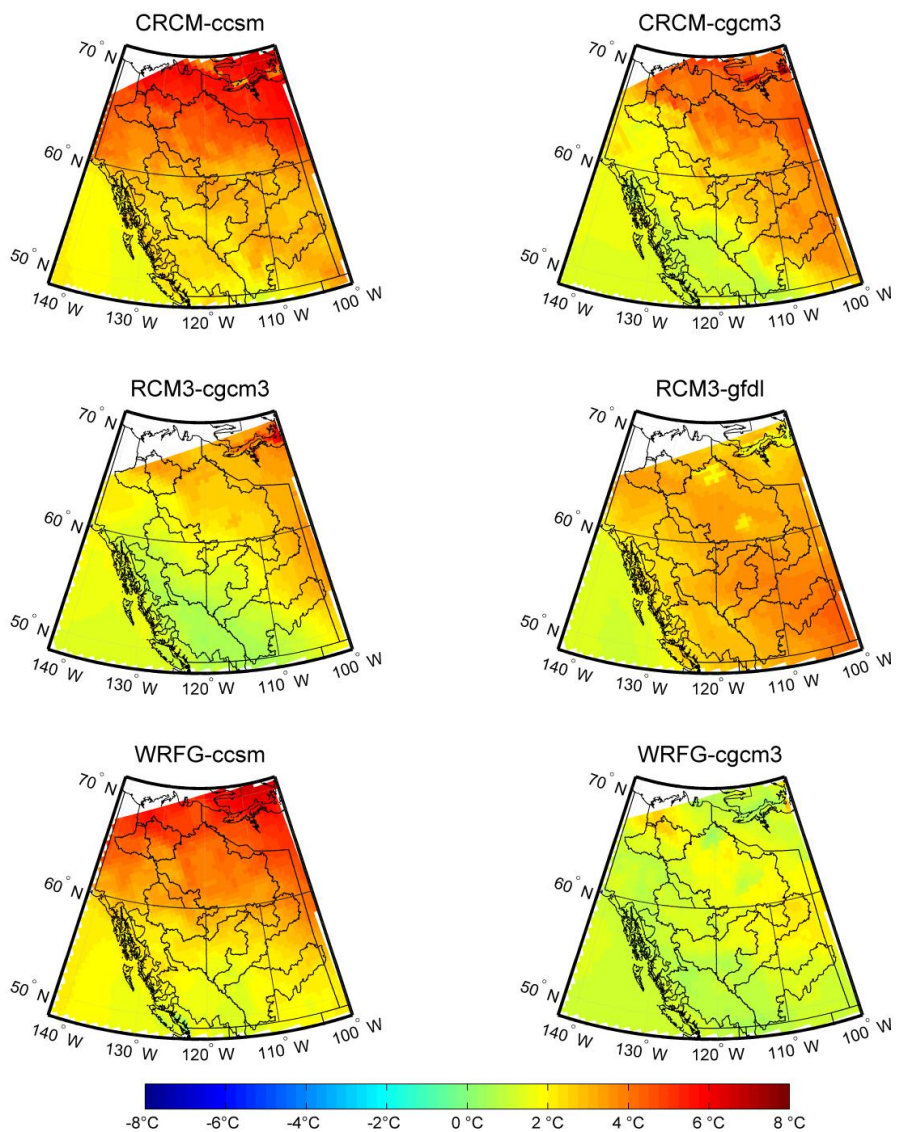 CRCM-ccsm
CRCM-cgcm3
70° N
60° N
50° N
140° W
130° W
120° W
110° W
100° W
70° N
60° N
50° N
140° W
130° W
120° W
110° W
100° W
RCM3-cgcm3
RCM3-gfdl
70° N
60° N
50° N
140° W
130° W
120° W
110° W
100° W
70° N
60° N
50° N
140° W
130° W
120° W
110° W
100° W
WRFG-ccsm
WRFG-cgcm3
70° N
60° N
50° N
140° W
130° W
120° W
110° W
100° W
70° N
60° N
50° N
140° W
130° W
120° W
110° W
100° W
-8°C -6°C -4°C -2°C 0 °C 2 °C 4 °C 6 °C 8 °C